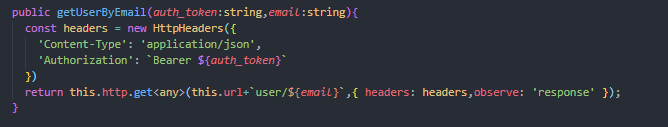 public getUserByEmail(auth_token:string,email:string){
const headers = new HttpHeaders({
'Content-Type': 'application/json',
'Authorization': `Bearer ${auth_token}`
})
return this.http.get<any>(this.url+`user/${email}`,{ headers: headers,observe: 'response' });
}